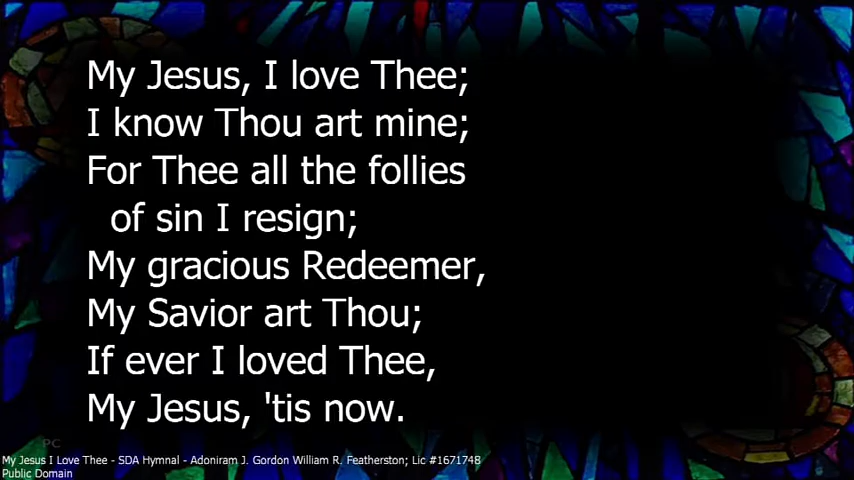 My Jesus, I love Thee;
I know Thou art mine;
For Thee all the follies
of sin I resign;
My gracious Redeemer,
My Savior art Thou;
If ever I loved Thee,
My Jesus, 'tis now.
PC
My Jesus I Love Thee - SDA Hymnal - Adoniram J. Gordon William R. Featherston; Lic #1671748
Public Domain